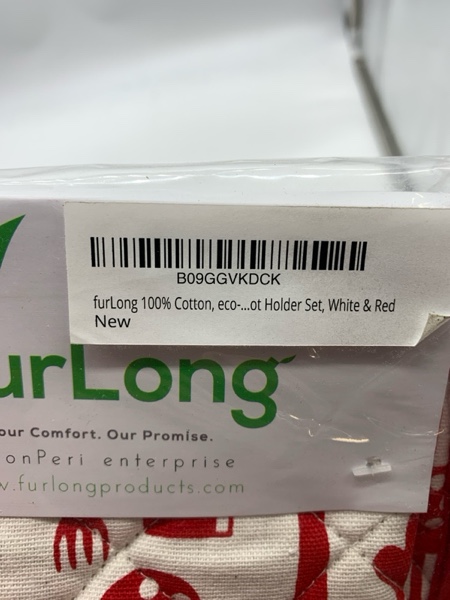 B09GGVKDCK
furLong 100% Cotton, eco-...ot Holder Set, White & Red
New
urLong
our Comfort. Our Promise.
onPeri enterprise
w.furlongproducts.com